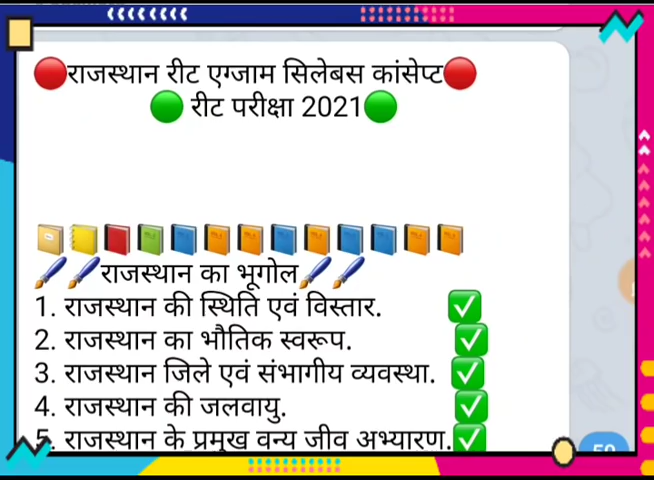 🔴राजस्थान रीट एग्जाम सिलेबस कांसेप्ट🔴
🟢 रीट परीक्षा 2021🟢
🖌🖌राजस्थान का भूगोल🖌🖌
1. राजस्थान की स्थिति एवं विस्तार. ✅
2. राजस्थान का भौतिक स्वरूप. ✅
3. राजस्थान जिले एवं संभागीय व्यवस्था. ✅
4. राजस्थान की जलवायु. ✅
5. राजस्थान के प्रमुख वन्य जीव अभ्यारण. ✅